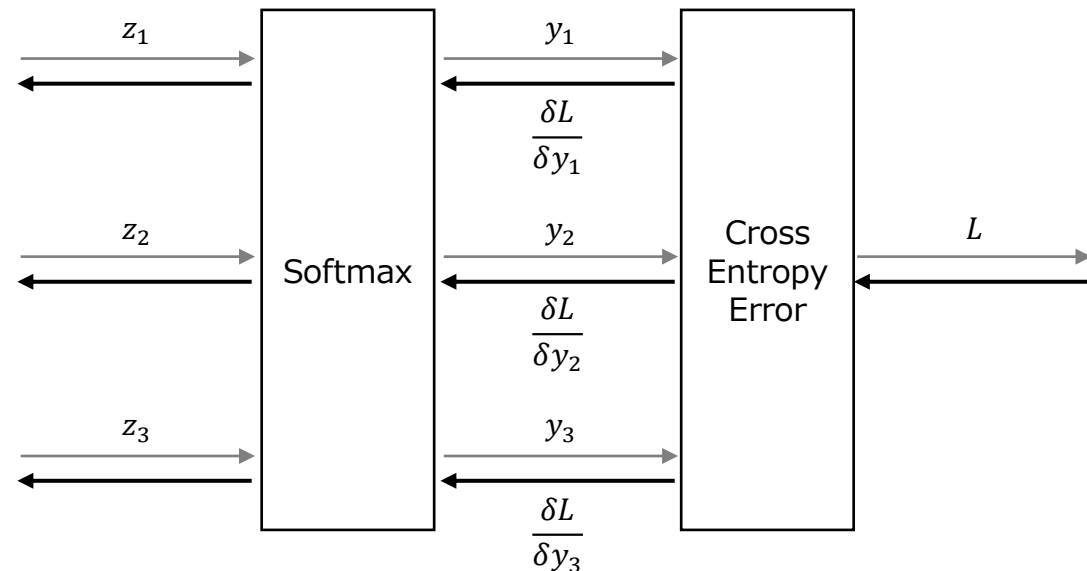 z₁
y₁
δL
δy₁
z₂
y₂
Cross
L
Softmax
Entropy
Error
δL
δy₂
z₃
y₃
δL
δy₃